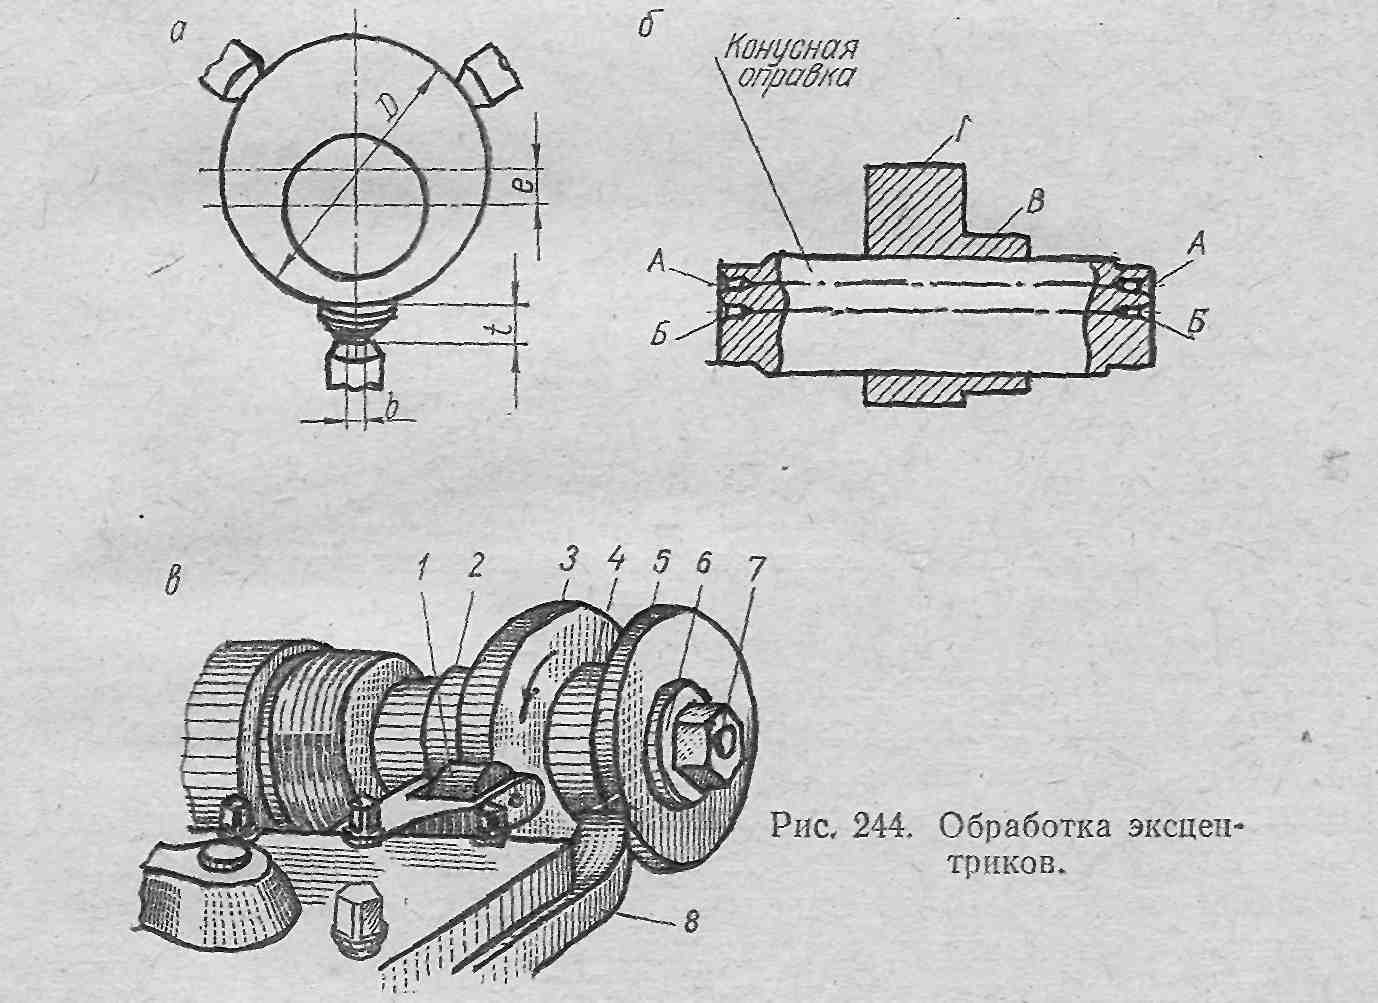 а
D
e
t
b
б
Конусная
оправка
Г
В
А
А
Б
Б
в
1 2 3 4 5 6 7
8
Рис. 244. Обработка эксцен-
триков.